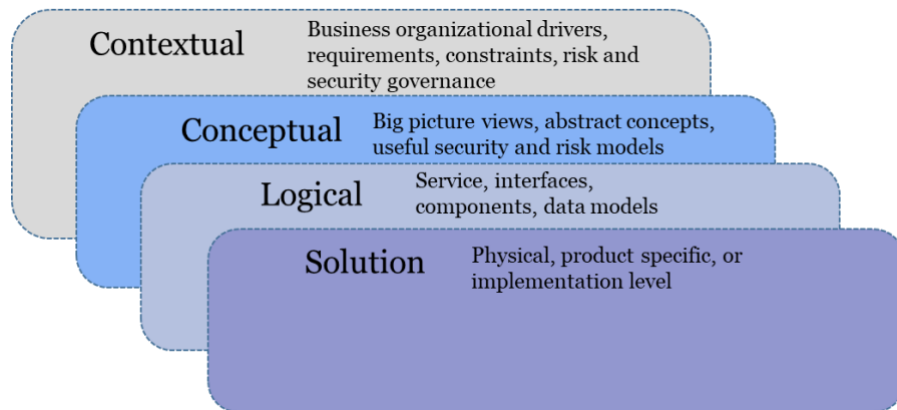 Contextual
Business organizational drivers,
requirements, constraints, risk and
security governance
Conceptual
Big picture views, abstract concepts,
useful security and risk models
Logical
Service, interfaces,
components, data models
Solution
Physical, product specific, or
implementation level